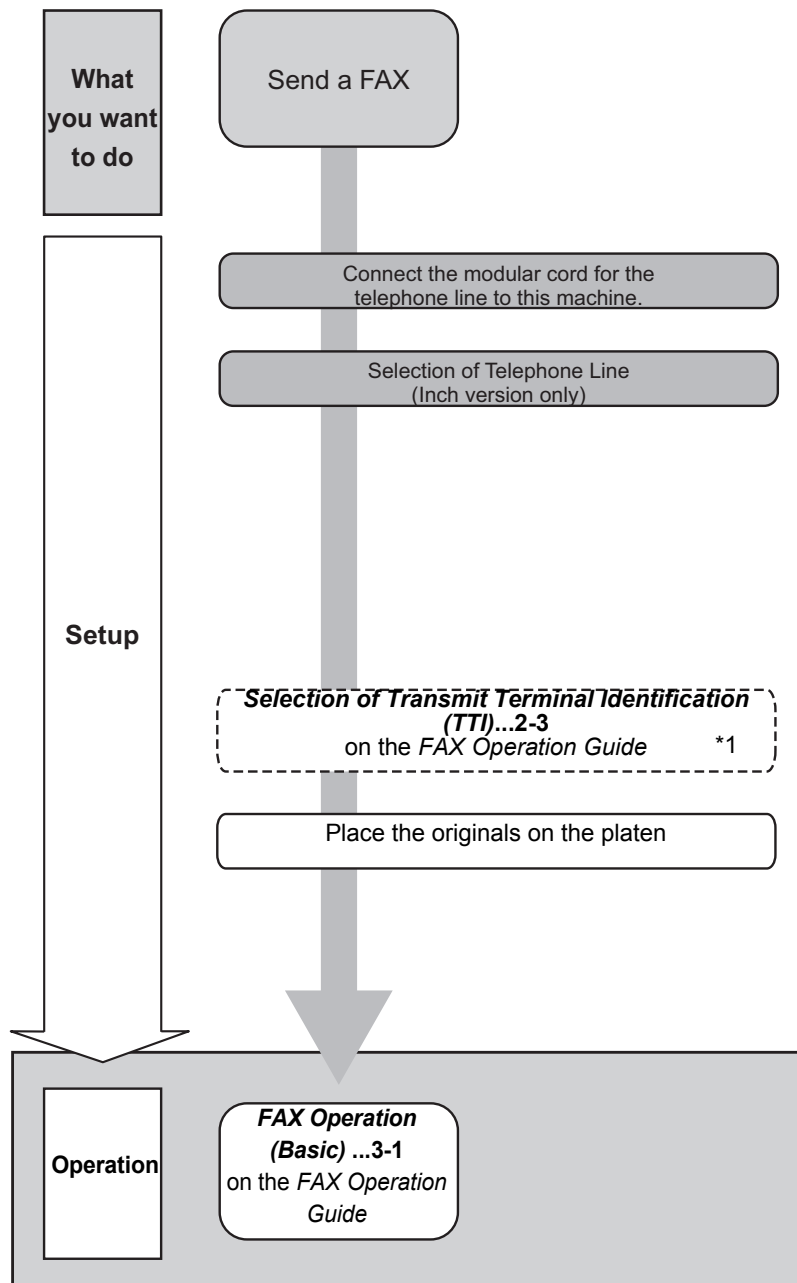 What
you want
to do
Send a FAX
Connect the modular cord for the
telephone line to this machine.
Selection of Telephone Line
(Inch version only)
Setup
Selection of Transmit Terminal Identification
(TTI)...2-3
on the FAX Operation Guide *1
Place the originals on the platen
Operation
FAX Operation
(Basic) ...3-1
on the FAX Operation
Guide